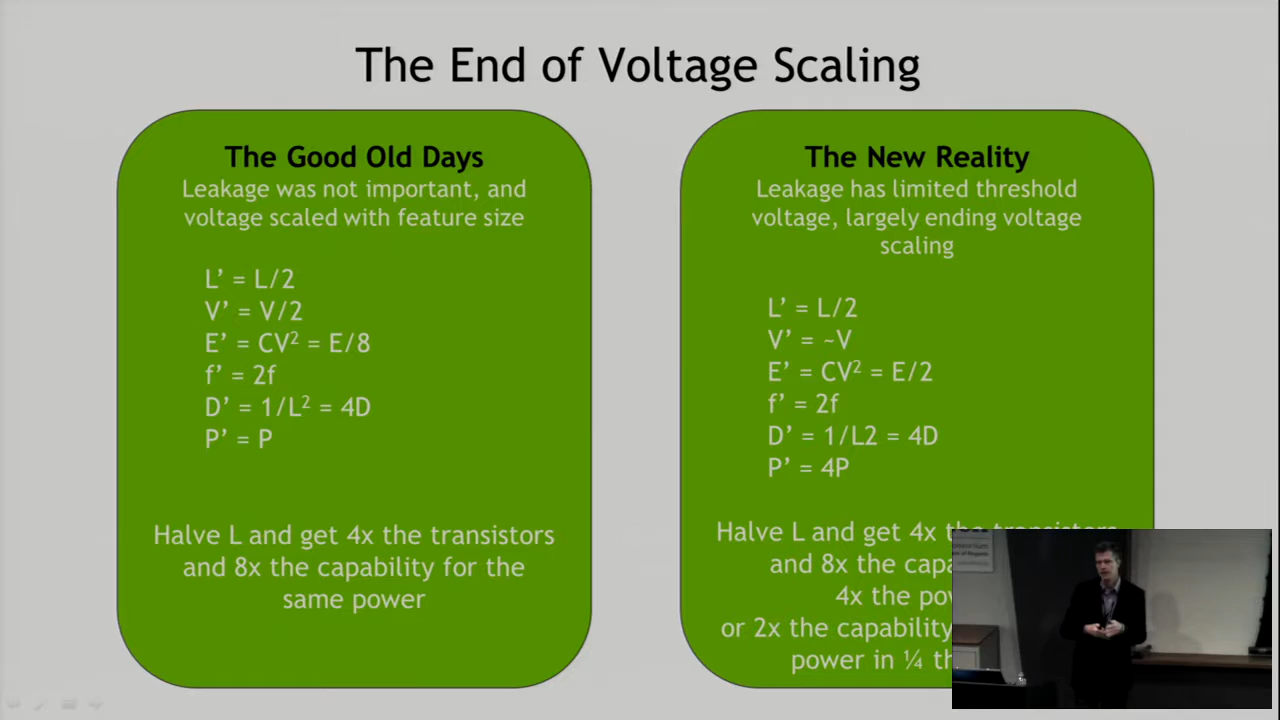 The End of Voltage Scaling
The Good Old Days
Leakage was not important, and
voltage scaled with feature size
L’ = L/2
V’ = V/2
E’ = CV² = E/8
f’ = 2f
D’ = 1/L² = 4D
P’ = P
Halve L and get 4x the transistors
and 8x the capability for the
same power
The New Reality
Leakage has limited threshold
voltage, largely ending voltage
scaling
L’ = L/2
V’ = ~V
E’ = CV² = E/2
f’ = 2f
D’ = 1/L2 = 4D
P’ = 4P
Halve L and get 4x the transistors
and 8x the
4x the
or 2x the capability
power in ¼